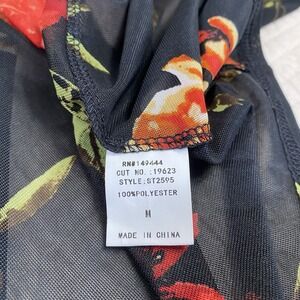 RN#149444
CUT NO. :19623
STYLE:ST2595
100%POLYESTER
M
MADE IN CHINA